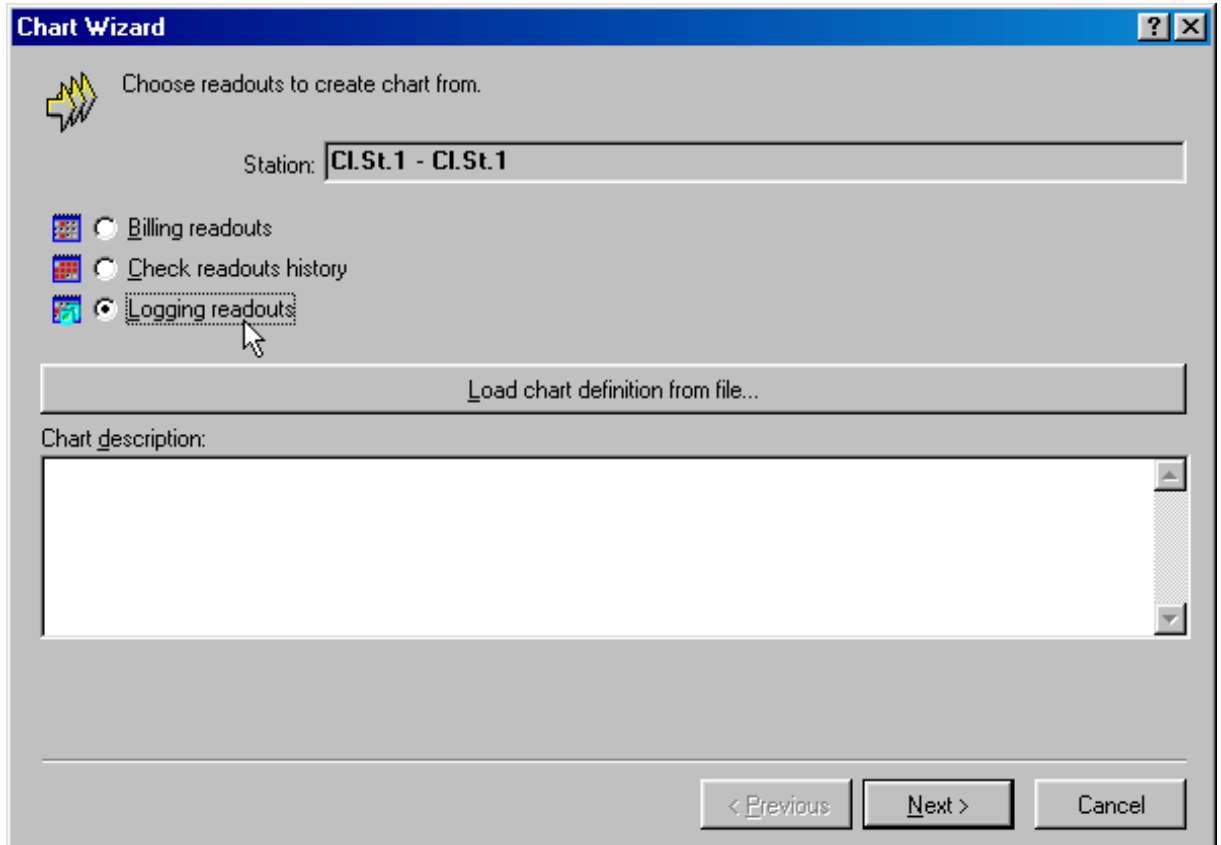 Chart Wizard
Choose readouts to create chart from.
Station: Cl.St.1 - Cl.St.1
Billing readouts
Check readouts history
Logging readouts
Load chart definition from file...
Chart description:
< Previous Next > Cancel